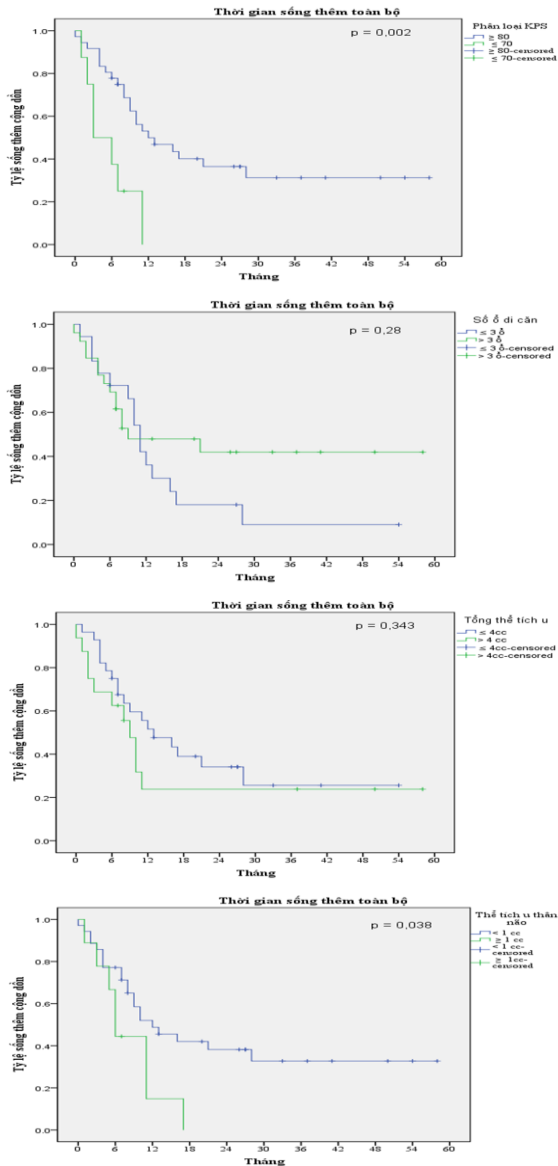 Thời gian sống thêm toàn bộ
p = 0,002
Phân loại KPS
≥ 80
≤ 70
≥ 80-censored
≤ 70-censored
Tỷ lệ sống thêm cộng dồn
1.0
0.8
0.6
0.4
0.2
0.0
0 6 12 18 24 30 36 42 48 54 60
Tháng
Thời gian sống thêm toàn bộ
p = 0,28
Số ổ di căn
≤ 3 ổ
> 3 ổ
≤ 3 ổ-censored
> 3 ổ-censored
Tỷ lệ sống thêm cộng dồn
1.0
0.8
0.6
0.4
0.2
0.0
0 6 12 18 24 30 36 42 48 54 60
Tháng
Thời gian sống thêm toàn bộ
p = 0,343
Tổng thể tích u
≤ 4cc
> 4 cc
≤ 4cc-censored
> 4cc-censored
Tỷ lệ sống thêm cộng dồn
1.0
0.8
0.6
0.4
0.2
0.0
0 6 12 18 24 30 36 42 48 54 60
Tháng
Thời gian sống thêm toàn bộ
p = 0,038
Thể tích u thân
não
< 1 cc
≥ 1 cc
< 1 cc-
censored
≥ 1cc-
censored
Tỷ lệ sống thêm cộng dồn
1.0
0.8
0.6
0.4
0.2
0.0
0 6 12 18 24 30 36 42 48 54 60
Tháng